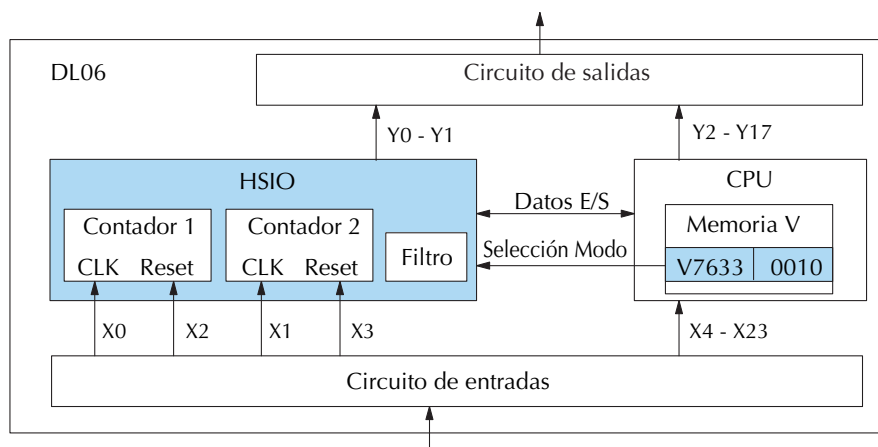 DL06
Circuito de salidas
Y0 - Y1
Y2 - Y17
HSIO
CPU
Contador 1
Contador 2
CLK Reset
CLK Reset
Filtro
Datos E/S
Selección Modo
Memoria V
V7633 0010
X0
X2
X1
X3
X4 - X23
Circuito de entradas